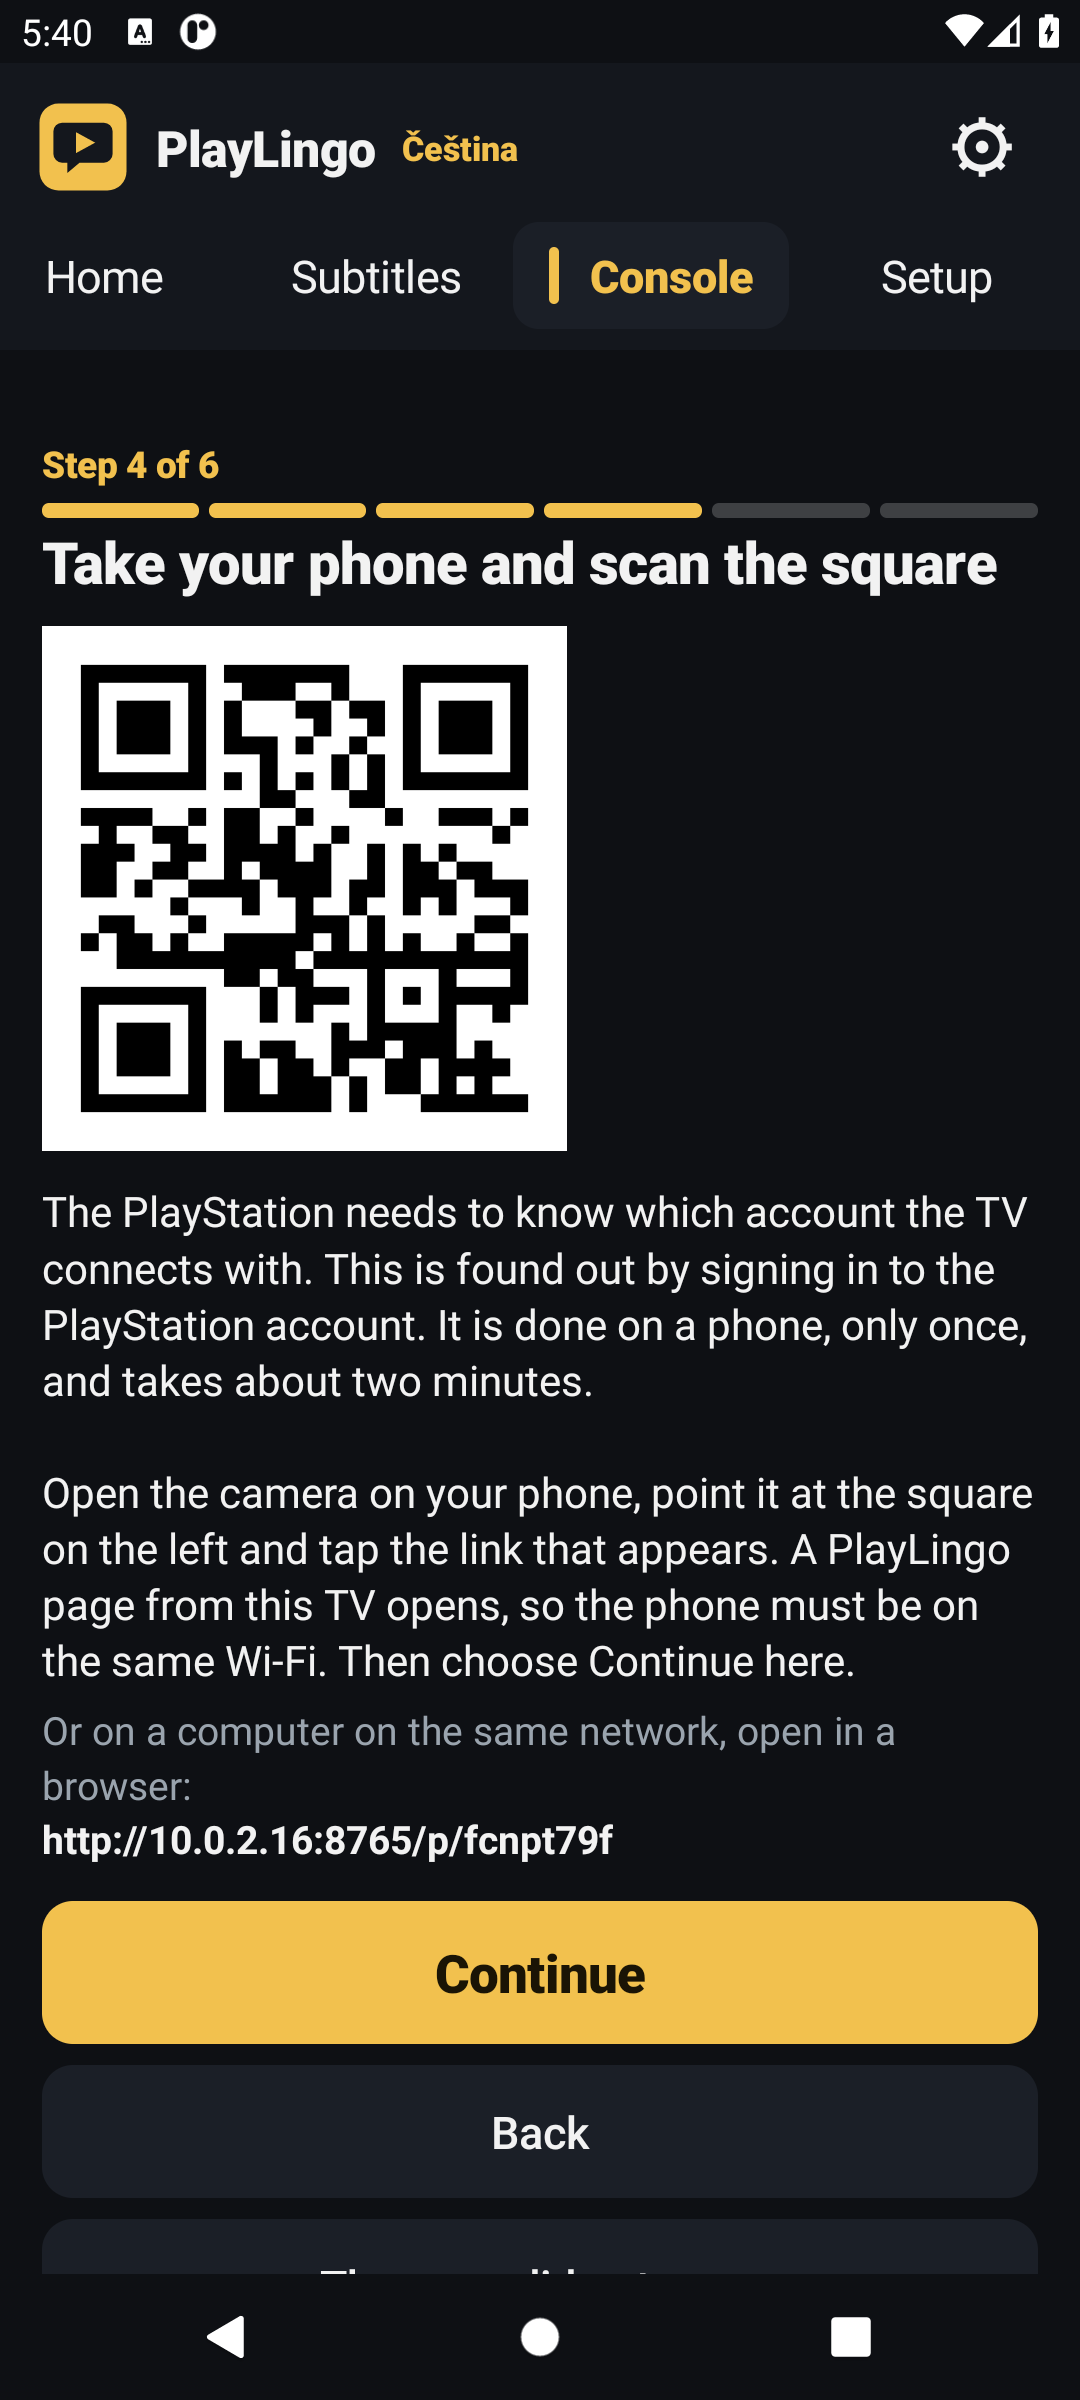 5:40
PlayLingo Čeština
Home Subtitles Console Setup
Step 4 of 6
Take your phone and scan the square
The PlayStation needs to know which account the TV
connects with. This is found out by signing in to the
PlayStation account. It is done on a phone, only once,
and takes about two minutes.
Open the camera on your phone, point it at the square
on the left and tap the link that appears. A PlayLingo
page from this TV opens, so the phone must be on
the same Wi-Fi. Then choose Continue here.
Or on a computer on the same network, open in a
browser:
http://10.0.2.16:8765/p/fcnpt79f
Continue
Back